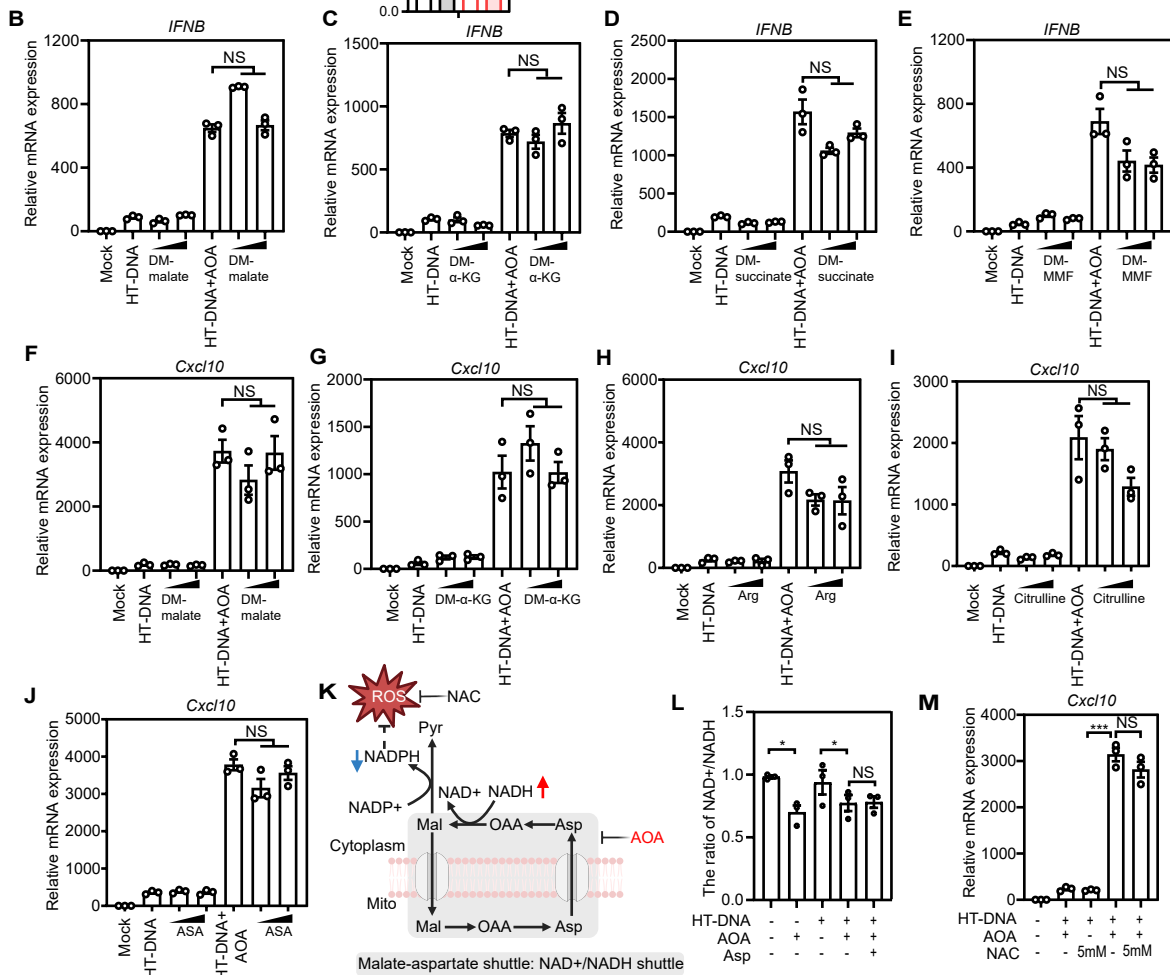 0.0
B
IFNB
Relative mRNA expression
1200
800
400
0
NS
Mock
HT-DNA
DM-
malate
HT-DNA+AOA
DM-
malate
C
IFNB
Relative mRNA expression
1500
1000
500
0
NS
Mock
HT-DNA
DM-
α-KG
HT-DNA+AOA
DM-
α-KG
D
IFNB
Relative mRNA expression
2500
2000
1500
1000
500
0
NS
Mock
HT-DNA
DM-
succinate
HT-DNA+AOA
DM-
succinate
E
IFNB
Relative mRNA expression
1200
800
400
0
NS
Mock
HT-DNA
DM-
MMF
HT-DNA+AOA
DM-
MMF
F
Cxcl10
Relative mRNA expression
6000
4000
2000
0
NS
Mock
HT-DNA
DM-
malate
HT-DNA+AOA
DM-
malate
G
Cxcl10
Relative mRNA expression
2000
1500
1000
500
0
NS
Mock
HT-DNA
DM-α-KG
HT-DNA+AOA
DM-α-KG
H
Cxcl10
Relative mRNA expression
6000
4000
2000
0
NS
Mock
HT-DNA
Arg
HT-DNA+AOA
Arg
I
Cxcl10
Relative mRNA expression
3000
2000
1000
0
NS
Mock
HT-DNA
Citrulline
HT-DNA+AOA
Citrulline
J
Cxcl10
Relative mRNA expression
5000
4000
3000
2000
1000
0
NS
Mock
HT-DNA
ASA
HT-DNA+
AOA
ASA
K
ROS
NAC
Pyr
NADPH
NAD+
NADH
NADP+
Mal
OAA
Asp
AOA
Cytoplasm
Mito
Mal
OAA
Asp
Malate-aspartate shuttle: NAD+/NADH shuttle
L
The ratio of NAD+/NADH
1.5
1.0
0.5
0.0
*
*
NS
HT-DNA - - + + +
AOA - + - + +
Asp - - - - +
M
Cxcl10
Relative mRNA expression
4000
3000
2000
1000
0
***
NS
HT-DNA - + + + +
AOA - + - + +
NAC - - 5mM - 5mM